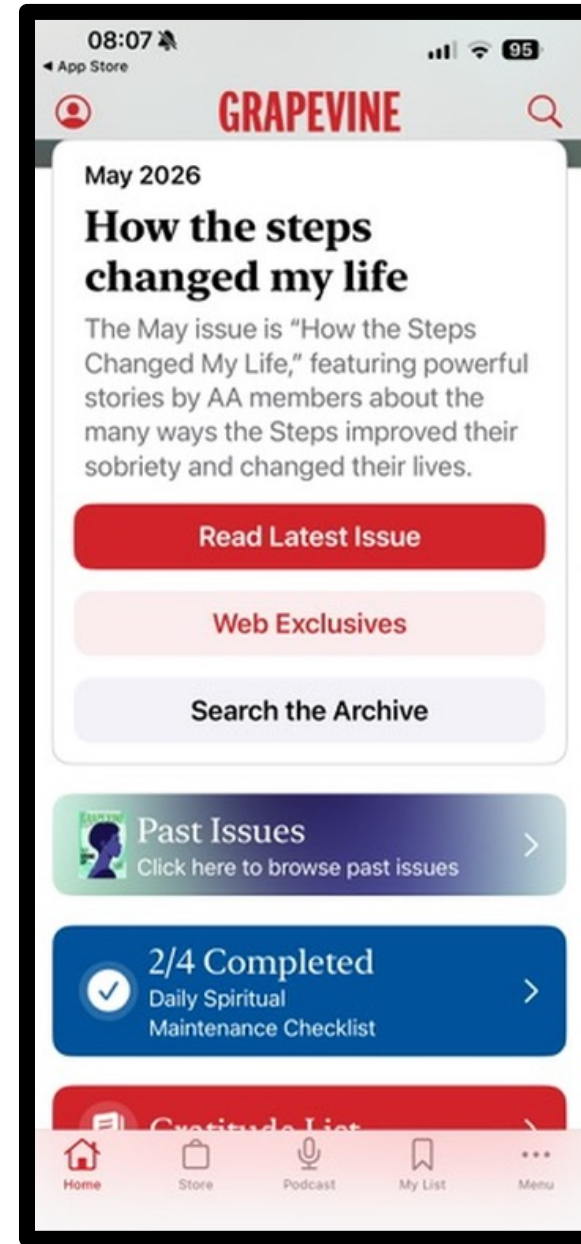 08:07
95
◀ App Store
GRAPEVINE
May 2026
How the steps
changed my life
The May issue is “How the Steps
Changed My Life,” featuring powerful
stories by AA members about the
many ways the Steps improved their
sobriety and changed their lives.
Read Latest Issue
Web Exclusives
Search the Archive
GRAPEVINE
Past Issues
Click here to browse past issues
2/4 Completed
Daily Spiritual
Maintenance Checklist
Gratitude List
Home
Store
Podcast
My List
Menu